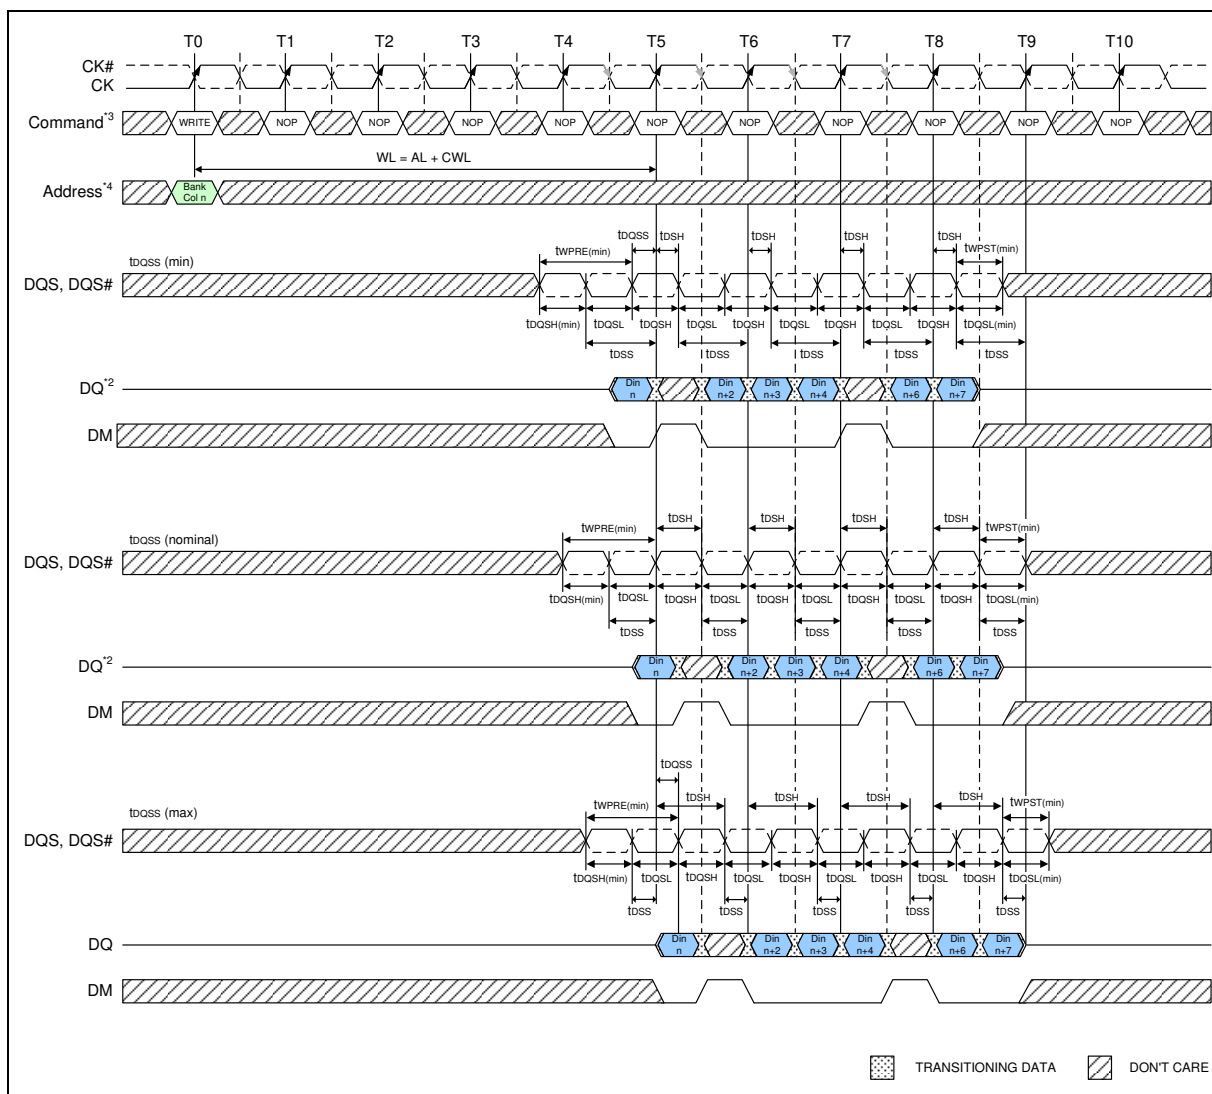 T0 T1 T2 T3 T4 T5 T6 T7 T8 T9 T10
CK#
CK
Command*3 WRITE NOP NOP NOP NOP NOP NOP NOP NOP NOP NOP
WL = AL + CWL
Address*4 Bank
Col n
tDQSS tDSH tDSH tDSH tDSH
tDQSS (min) tWPRE(min) tWPST(min)
DQS, DQS#
tDQSH(min) tDQSL tDQSH tDQSL tDQSH tDQSL tDQSH tDQSL tDQSH tDQSL(min)
tDSS tDSS tDSS tDSS tDSS
DQ*2 Din Din Din Din Din Din
n n+2 n+3 n+4 n+6 n+7
DM
tWPRE(min) tDSH tDSH tDSH tDSH tWPST(min)
tDQSS (nominal)
DQS, DQS#
tDQSH(min) tDQSL tDQSH tDQSL tDQSH tDQSL tDQSH tDQSL tDQSH tDQSL(min)
tDSS tDSS tDSS tDSS tDSS
DQ*2 Din Din Din Din Din Din
n n+2 n+3 n+4 n+6 n+7
DM
tDQSS
tDQSS (max) tWPRE(min) tDSH tDSH tDSH tDSH tWPST(min)
DQS, DQS#
tDQSH(min) tDQSL tDQSH tDQSL tDQSH tDQSL tDQSH tDQSL tDQSH tDQSL(min)
tDSS tDSS tDSS tDSS tDSS
DQ Din Din Din Din Din Din
n n+2 n+3 n+4 n+6 n+7
DM
TRANSITIONING DATA DON'T CARE